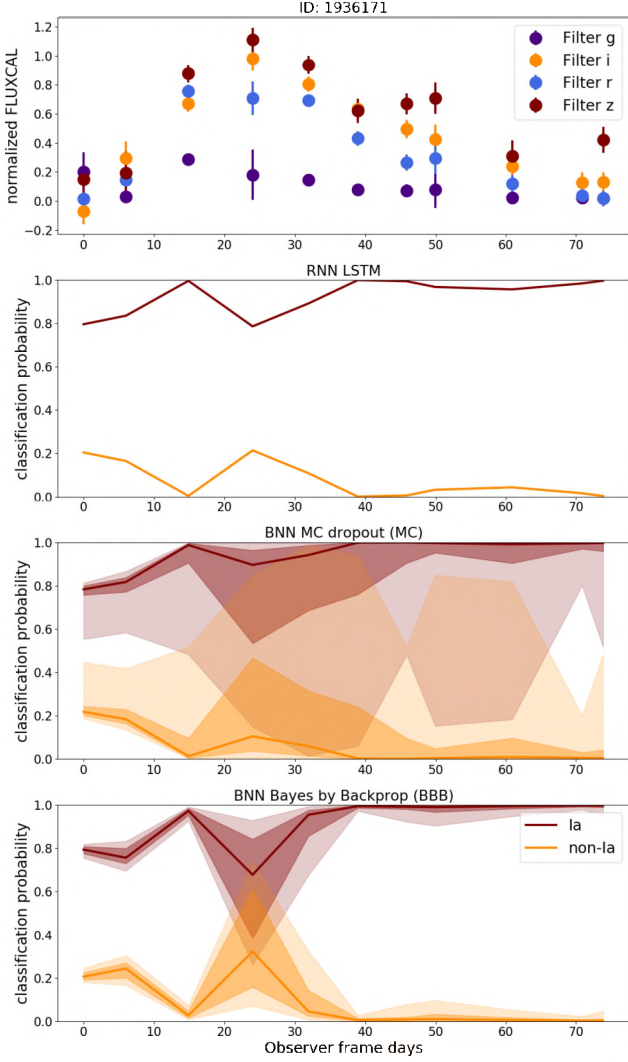 ID: 1936171
normalized FLUXCAL
1.2
1.0
0.8
0.6
0.4
0.2
0.0
−0.2
Filter g
Filter i
Filter r
Filter z
0 10 20 30 40 50 60 70
RNN LSTM
classification probability
1.0
0.8
0.6
0.4
0.2
0.0
0 10 20 30 40 50 60 70
BNN MC dropout (MC)
classification probability
1.0
0.8
0.6
0.4
0.2
0.0
0 10 20 30 40 50 60 70
BNN Bayes by Backprop (BBB)
classification probability
1.0
0.8
0.6
0.4
0.2
0.0
Ia
non-Ia
0 10 20 30 40 50 60 70
Observer frame days